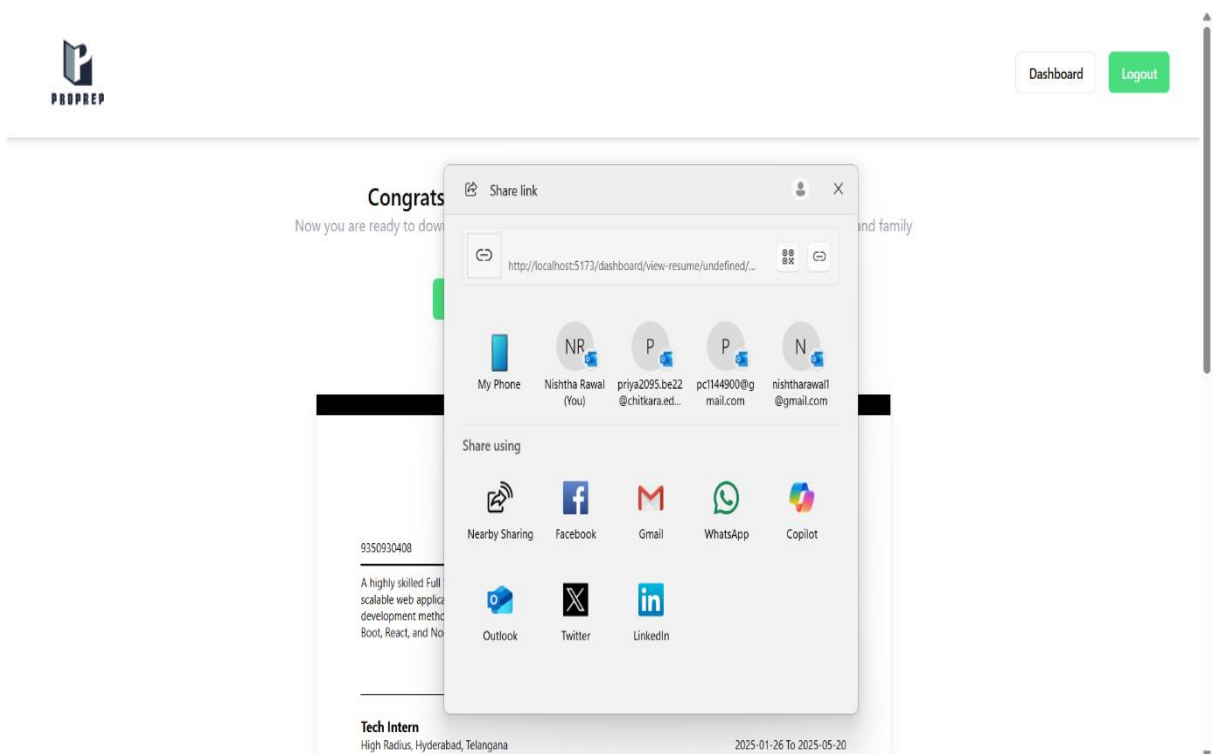 PROPREP
Dashboard
Logout
Congrats
Now you are ready to dow
and family
Share link
http://localhost:5173/dashboard/view-resume/undefined/...
My Phone
NR
Nishtha Rawal
(You)
P
priya2095.be22
@chitkara.ed...
P
pc1144900@g
mail.com
N
nishtharawal1
@gmail.com
Share using
Nearby Sharing
Facebook
Gmail
WhatsApp
Copilot
Outlook
Twitter
LinkedIn
9350930408
A highly skilled Full
scalable web applica
development metho
Boot, React, and No
Tech Intern
High Radius, Hyderabad, Telangana
2025-01-26 To 2025-05-20